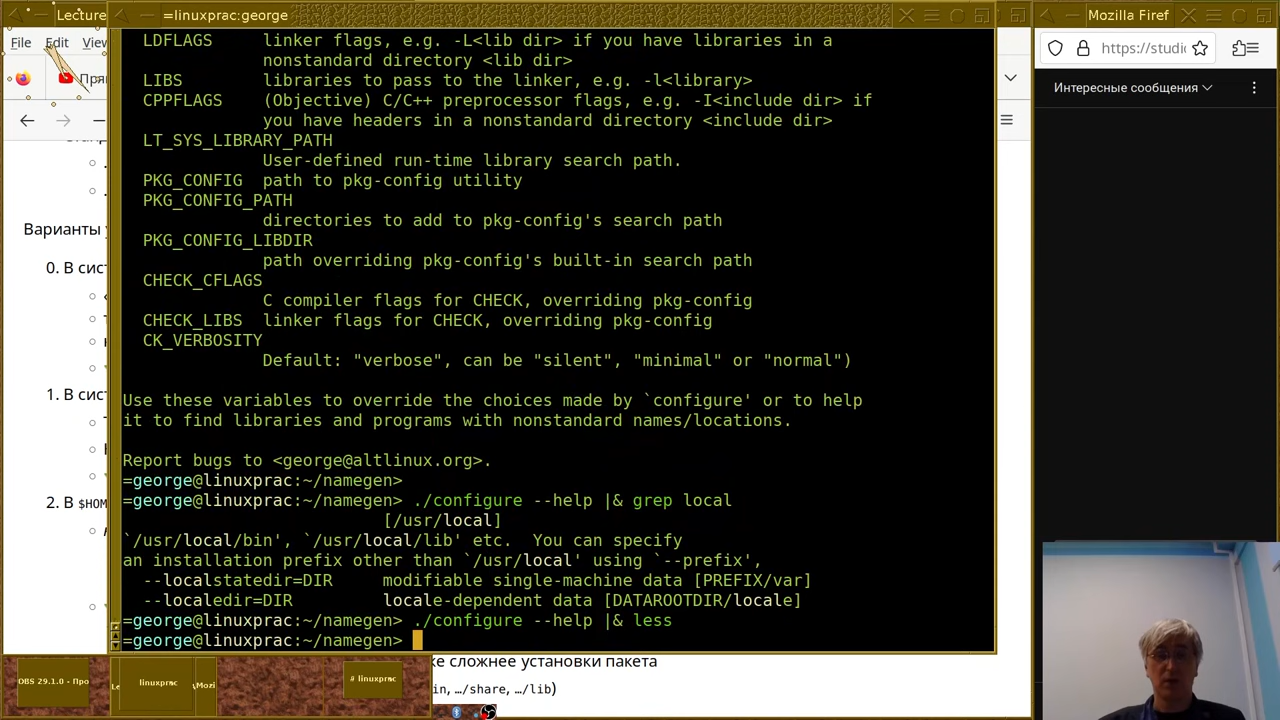 Lecture
=linuxprac:george
Mozilla Firef
File Edit View
https://studi
Интересные сообщения
Варианты
0. В сист
1. В сист
2. В $HOM
LDFLAGS     linker flags, e.g. -L<lib dir> if you have libraries in a
nonstandard directory <lib dir>
LIBS        libraries to pass to the linker, e.g. -l<library>
CPPFLAGS    (Objective) C/C++ preprocessor flags, e.g. -I<include dir> if
you have headers in a nonstandard directory <include dir>
LT_SYS_LIBRARY_PATH
User-defined run-time library search path.
PKG_CONFIG  path to pkg-config utility
PKG_CONFIG_PATH
directories to add to pkg-config's search path
PKG_CONFIG_LIBDIR
path overriding pkg-config's built-in search path
CHECK_CFLAGS
C compiler flags for CHECK, overriding pkg-config
CHECK_LIBS  linker flags for CHECK, overriding pkg-config
CK_VERBOSITY
Default: "verbose", can be "silent", "minimal" or "normal")
Use these variables to override the choices made by `configure' or to help
it to find libraries and programs with nonstandard names/locations.
Report bugs to <george@altlinux.org>.
=george@linuxprac:~/namegen>
=george@linuxprac:~/namegen> ./configure --help |& grep local
[/usr/local]
`/usr/local/bin', `/usr/local/lib' etc.  You can specify
an installation prefix other than `/usr/local' using `--prefix',
--localstatedir=DIR     modifiable single-machine data [PREFIX/var]
--localedir=DIR         locale-dependent data [DATAROOTDIR/locale]
=george@linuxprac:~/namegen> ./configure --help |& less
=george@linuxprac:~/namegen>
ке сложнее установки пакета
in, …/share, …/lib)
OBS 29.1.0 - Про
linuxprac
Mozi
# linuxprac